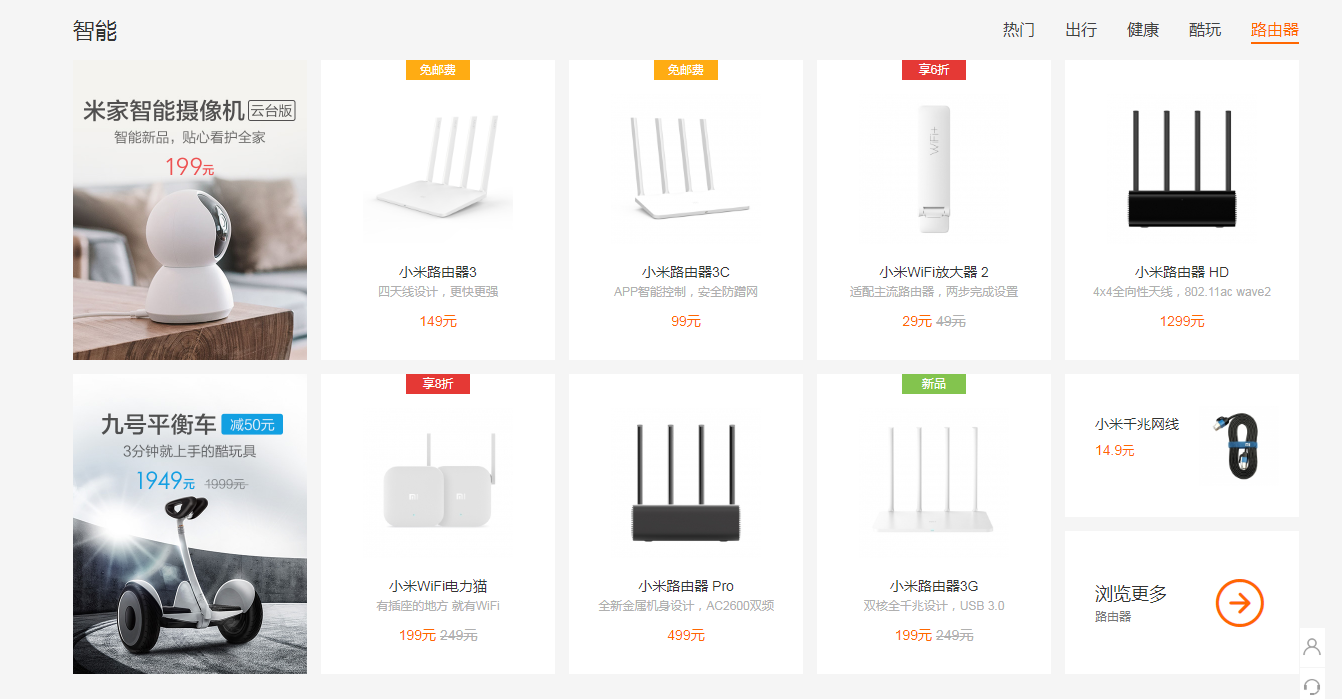 智能
热门 出行 健康 酷玩 路由器
米家智能摄像机 云台版
智能新品，贴心看护全家
199元
免邮费
小米路由器3
四天线设计，更快更强
149元
免邮费
小米路由器3C
APP智能控制，安全防蹭网
99元
享6折
WiFi+
小米WiFi放大器 2
适配主流路由器，两步完成设置
29元 49元
小米路由器 HD
4x4全向性天线，802.11ac wave2
1299元
九号平衡车 减50元
3分钟就上手的酷玩具
1949元 1999元
享8折
小米WiFi电力猫
有插座的地方 就有WiFi
199元 249元
小米路由器 Pro
全新金属机身设计，AC2600双频
499元
新品
小米路由器3G
双核全千兆设计，USB 3.0
199元 249元
小米千兆网线
14.9元
浏览更多
路由器